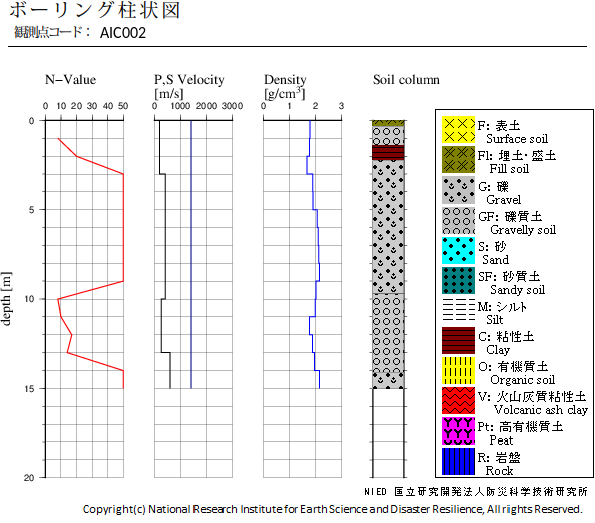 ボーリング柱状図
観測点コード： AIC002
N-Value
P,S Velocity
[m/s]
Density
[g/cm³]
Soil column
0 10 20 30 40 50
0 1000 2000 3000
0 1 2 3
depth [m]
0
5
10
15
20
F: 表土
Surface soil
Fl: 埋土・盛土
Fill soil
G: 礫
Gravel
GF: 礫質土
Gravelly soil
S: 砂
Sand
SF: 砂質土
Sandy soil
M: シルト
Silt
C: 粘性土
Clay
O: 有機質土
Organic soil
V: 火山灰質粘性土
Volcanic ash clay
Pt: 高有機質土
Peat
R: 岩盤
Rock
NIED 国立研究開発法人防災科学技術研究所
Copyright(c) National Research Institute for Earth Science and Disaster Resilience, All rights Reserved.